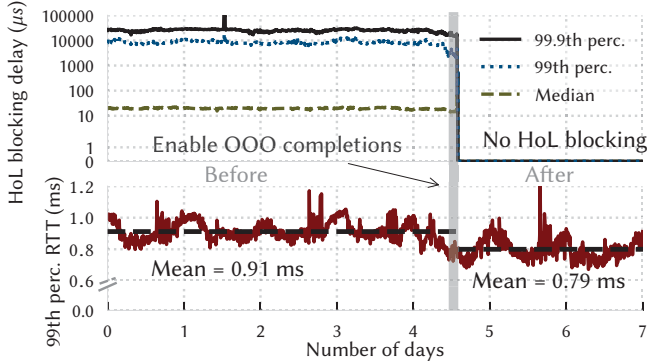 HoL blocking delay (μs)
100000
10000
1000
100
10
1
0
99.9th perc.
99th perc.
Median
Enable OOO completions
No HoL blocking
Before
After
99th perc. RTT (ms)
1.2
1.0
0.8
0.6
0.0
Mean = 0.91 ms
Mean = 0.79 ms
0 1 2 3 4 5 6 7
Number of days